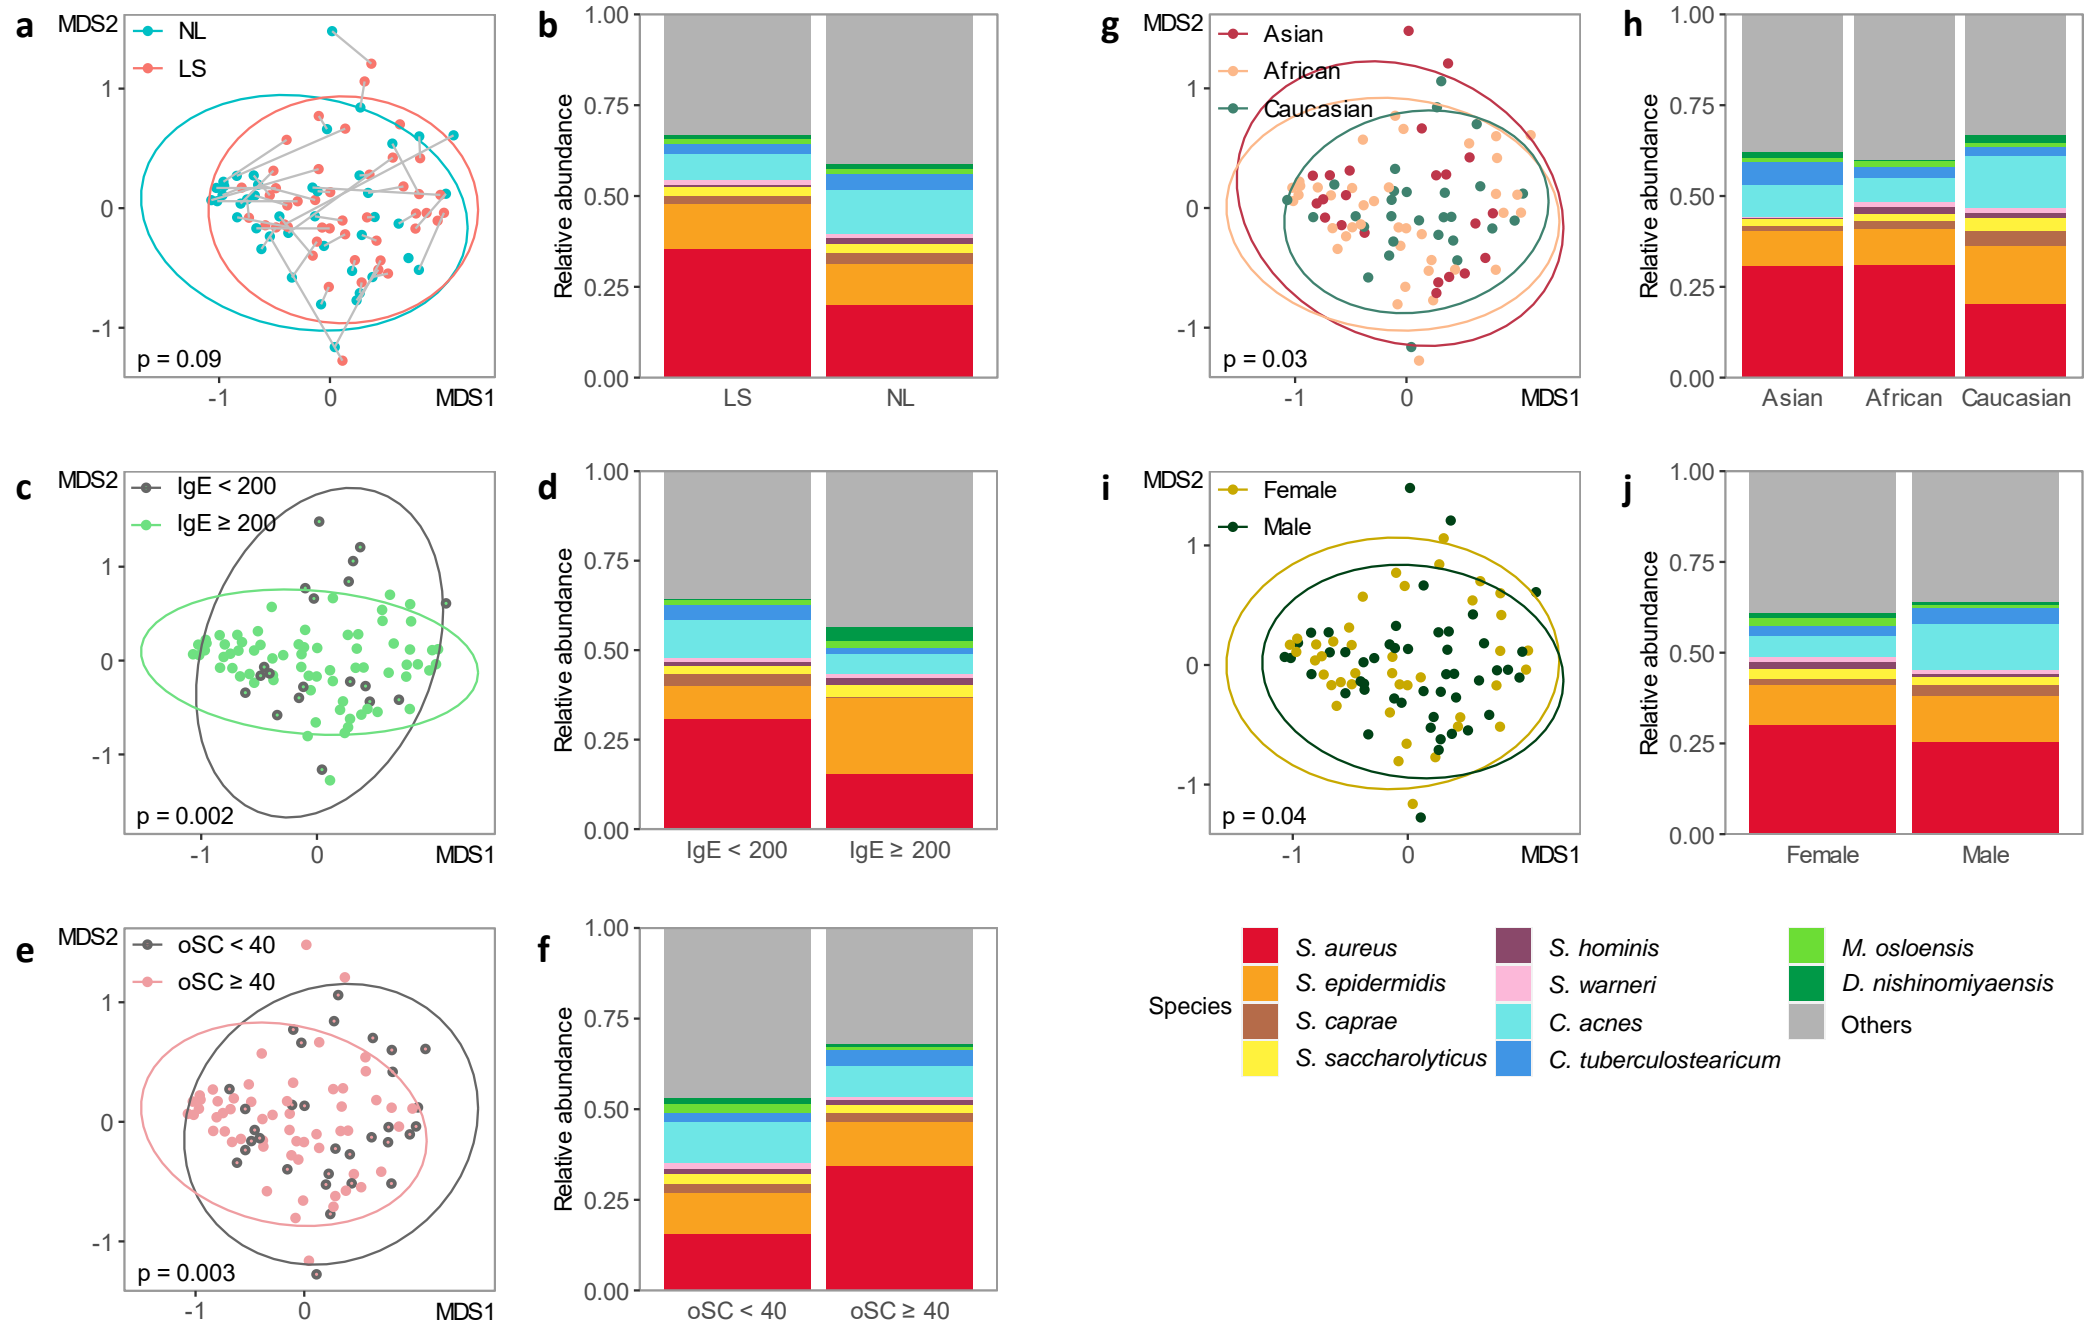 a
MDS2
NL
LS
1
0
-1
p = 0.09
-1
0
MDS1
b
Relative abundance
1.00
0.75
0.50
0.25
0.00
LS
NL
g
MDS2
Asian
African
Caucasian
1
0
-1
p = 0.03
-1
0
MDS1
h
Relative abundance
1.00
0.75
0.50
0.25
0.00
Asian
African
Caucasian
c
MDS2
IgE < 200
IgE ≥ 200
1
0
-1
p = 0.002
-1
0
MDS1
d
Relative abundance
1.00
0.75
0.50
0.25
0.00
IgE < 200
IgE ≥ 200
i
MDS2
Female
Male
1
0
-1
p = 0.04
-1
0
MDS1
j
Relative abundance
1.00
0.75
0.50
0.25
0.00
Female
Male
e
MDS2
oSC < 40
oSC ≥ 40
1
0
-1
p = 0.003
-1
0
MDS1
f
Relative abundance
1.00
0.75
0.50
0.25
0.00
oSC < 40
oSC ≥ 40
Species
S. aureus
S. epidermidis
S. caprae
S. saccharolyticus
S. hominis
S. warneri
C. acnes
C. tuberculostearicum
M. osloensis
D. nishinomiyaensis
Others